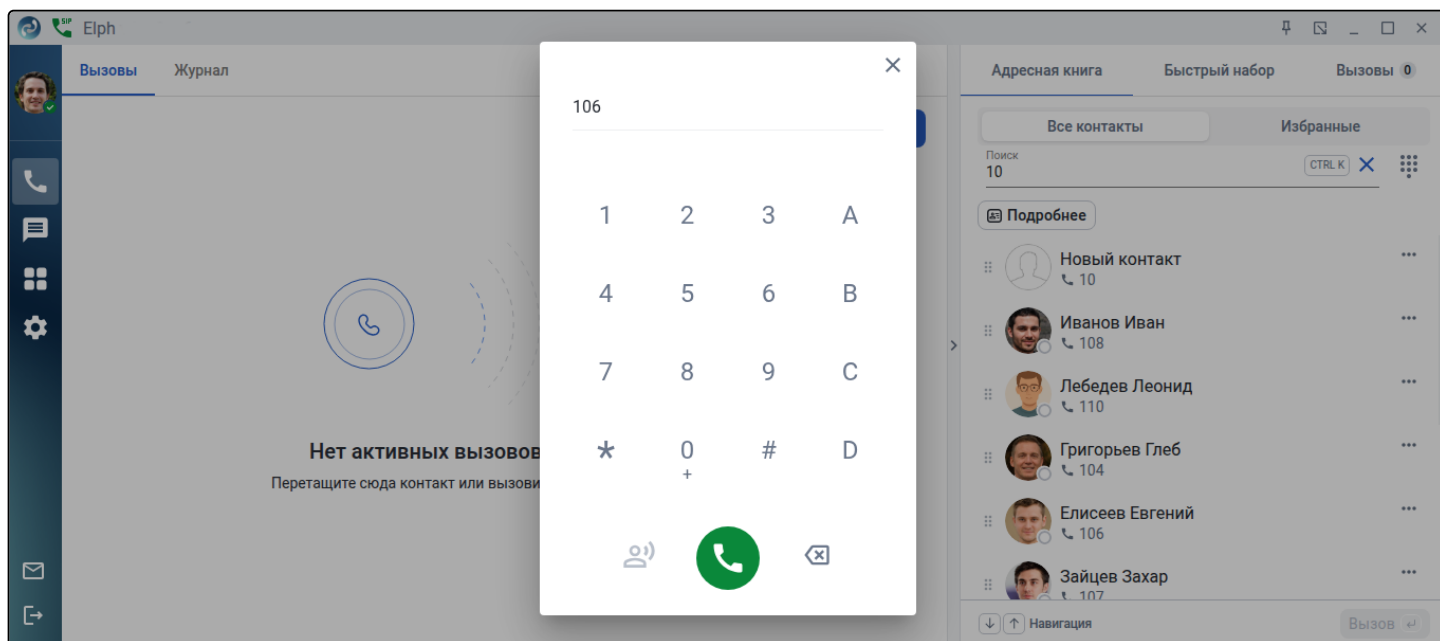 SIP
Elph
Вызовы
Журнал
Нет активных вызовов
Перетащите сюда контакт или
106
1 2 3 A
4 5 6 B
7 8 9 C
* 0 # D
+
Адресная книга Быстрый набор Вызовы 0
Все контакты Избранные
Поиск
10
CTRL K
Подробнее
Новый контакт
10
Иванов Иван
108
Лебедев Леонид
110
Григорьев Глеб
104
Елисеев Евгений
106
Зайцев Захар
107
Навигация
Вызов